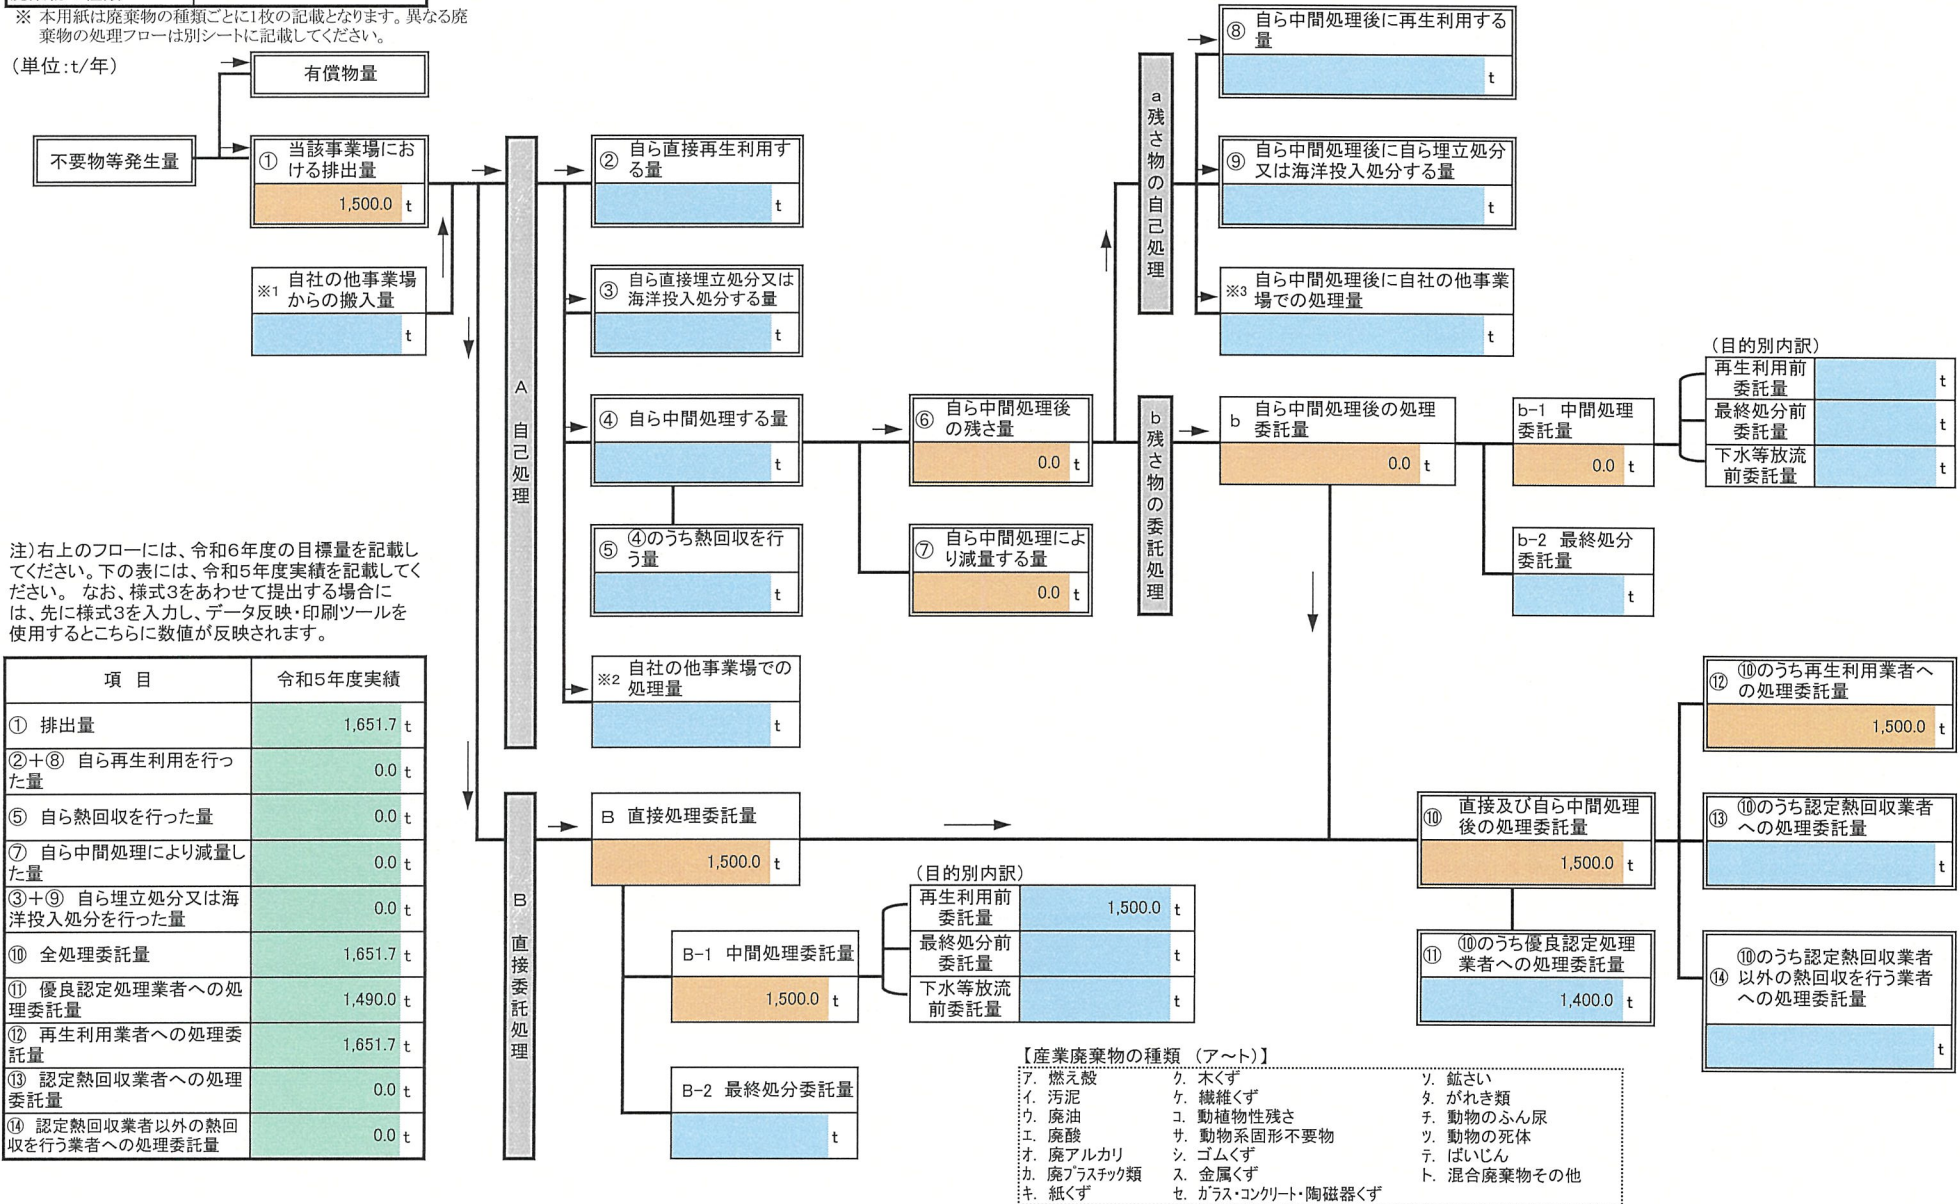 ※ 本用紙は廃棄物の種類ごとに1枚の記載となります。異なる廃
棄物の処理フローは別シートに記載してください。
(単位:t/年)
有償物量
不要物等発生量
① 当該事業場にお
ける排出量
1,500.0 t
※1 自社の他事業場
からの搬入量
t
A 自己処理
② 自ら直接再生利用す
る量
t
③ 自ら直接埋立処分又は
海洋投入処分する量
t
④ 自ら中間処理する量
t
⑤ ④のうち熱回収を行
う量
t
※2 自社の他事業場での
処理量
t
⑥ 自ら中間処理後
の残さ量
0.0 t
⑦ 自ら中間処理によ
り減量する量
0.0 t
a 残さ物の自己処理
⑧ 自ら中間処理後に再生利用する
量
t
⑨ 自ら中間処理後に自ら埋立処分
又は海洋投入処分する量
t
※3 自ら中間処理後に自社の他事業
場での処理量
t
b 残さ物の委託処理
b 自ら中間処理後の処理
委託量
0.0 t
b-1 中間処理
委託量
0.0 t
(目的別内訳)
再生利用前
委託量
t
最終処分前
委託量
t
下水等放流
前委託量
t
b-2 最終処分
委託量
t
注)右上のフローには、令和6年度の目標量を記載し
てください。下の表には、令和5年度実績を記載してく
ださい。 なお、様式3をあわせて提出する場合に
は、先に様式3を入力し、データ反映・印刷ツールを
使用するとこちらに数値が反映されます。
項 目 令和5年度実績
① 排出量 1,651.7 t
②+⑧ 自ら再生利用を行っ
た量
0.0 t
⑤ 自ら熱回収を行った量 0.0 t
⑦ 自ら中間処理により減量し
た量
0.0 t
③+⑨ 自ら埋立処分又は海
洋投入処分を行った量
0.0 t
⑩ 全処理委託量 1,651.7 t
⑪ 優良認定処理業者への処
理委託量
1,490.0 t
⑫ 再生利用業者への処理委
託量
1,651.7 t
⑬ 認定熱回収業者への処理
委託量
0.0 t
⑭ 認定熱回収業者以外の熱回
収を行う業者への処理委託量
0.0 t
B 直接委託処理
B 直接処理委託量
1,500.0 t
B-1 中間処理委託量
1,500.0 t
(目的別内訳)
再生利用前
委託量
1,500.0 t
最終処分前
委託量
t
下水等放流
前委託量
t
B-2 最終処分委託量
t
⑩ 直接及び自ら中間処理
後の処理委託量
1,500.0 t
⑪ ⑩のうち優良認定処理
業者への処理委託量
1,400.0 t
⑫ ⑩のうち再生利用業者へ
の処理委託量
1,500.0 t
⑬ ⑩のうち認定熱回収業者
への処理委託量
t
⑭ ⑩のうち認定熱回収業者
以外の熱回収を行う業者
への処理委託量
t
【産業廃棄物の種類 (ア~ト)】
ア. 燃え殻 ク. 木くず ソ. 鉱さい
イ. 汚泥 ケ. 繊維くず タ. がれき類
ウ. 廃油 コ. 動植物性残さ チ. 動物のふん尿
エ. 廃酸 サ. 動物系固形不要物 ツ. 動物の死体
オ. 廃アルカリ シ. ゴムくず テ. ばいじん
カ. 廃プラスチック類 ス. 金属くず ト. 混合廃棄物その他
キ. 紙くず セ. ガラス・コンクリート・陶磁器くず